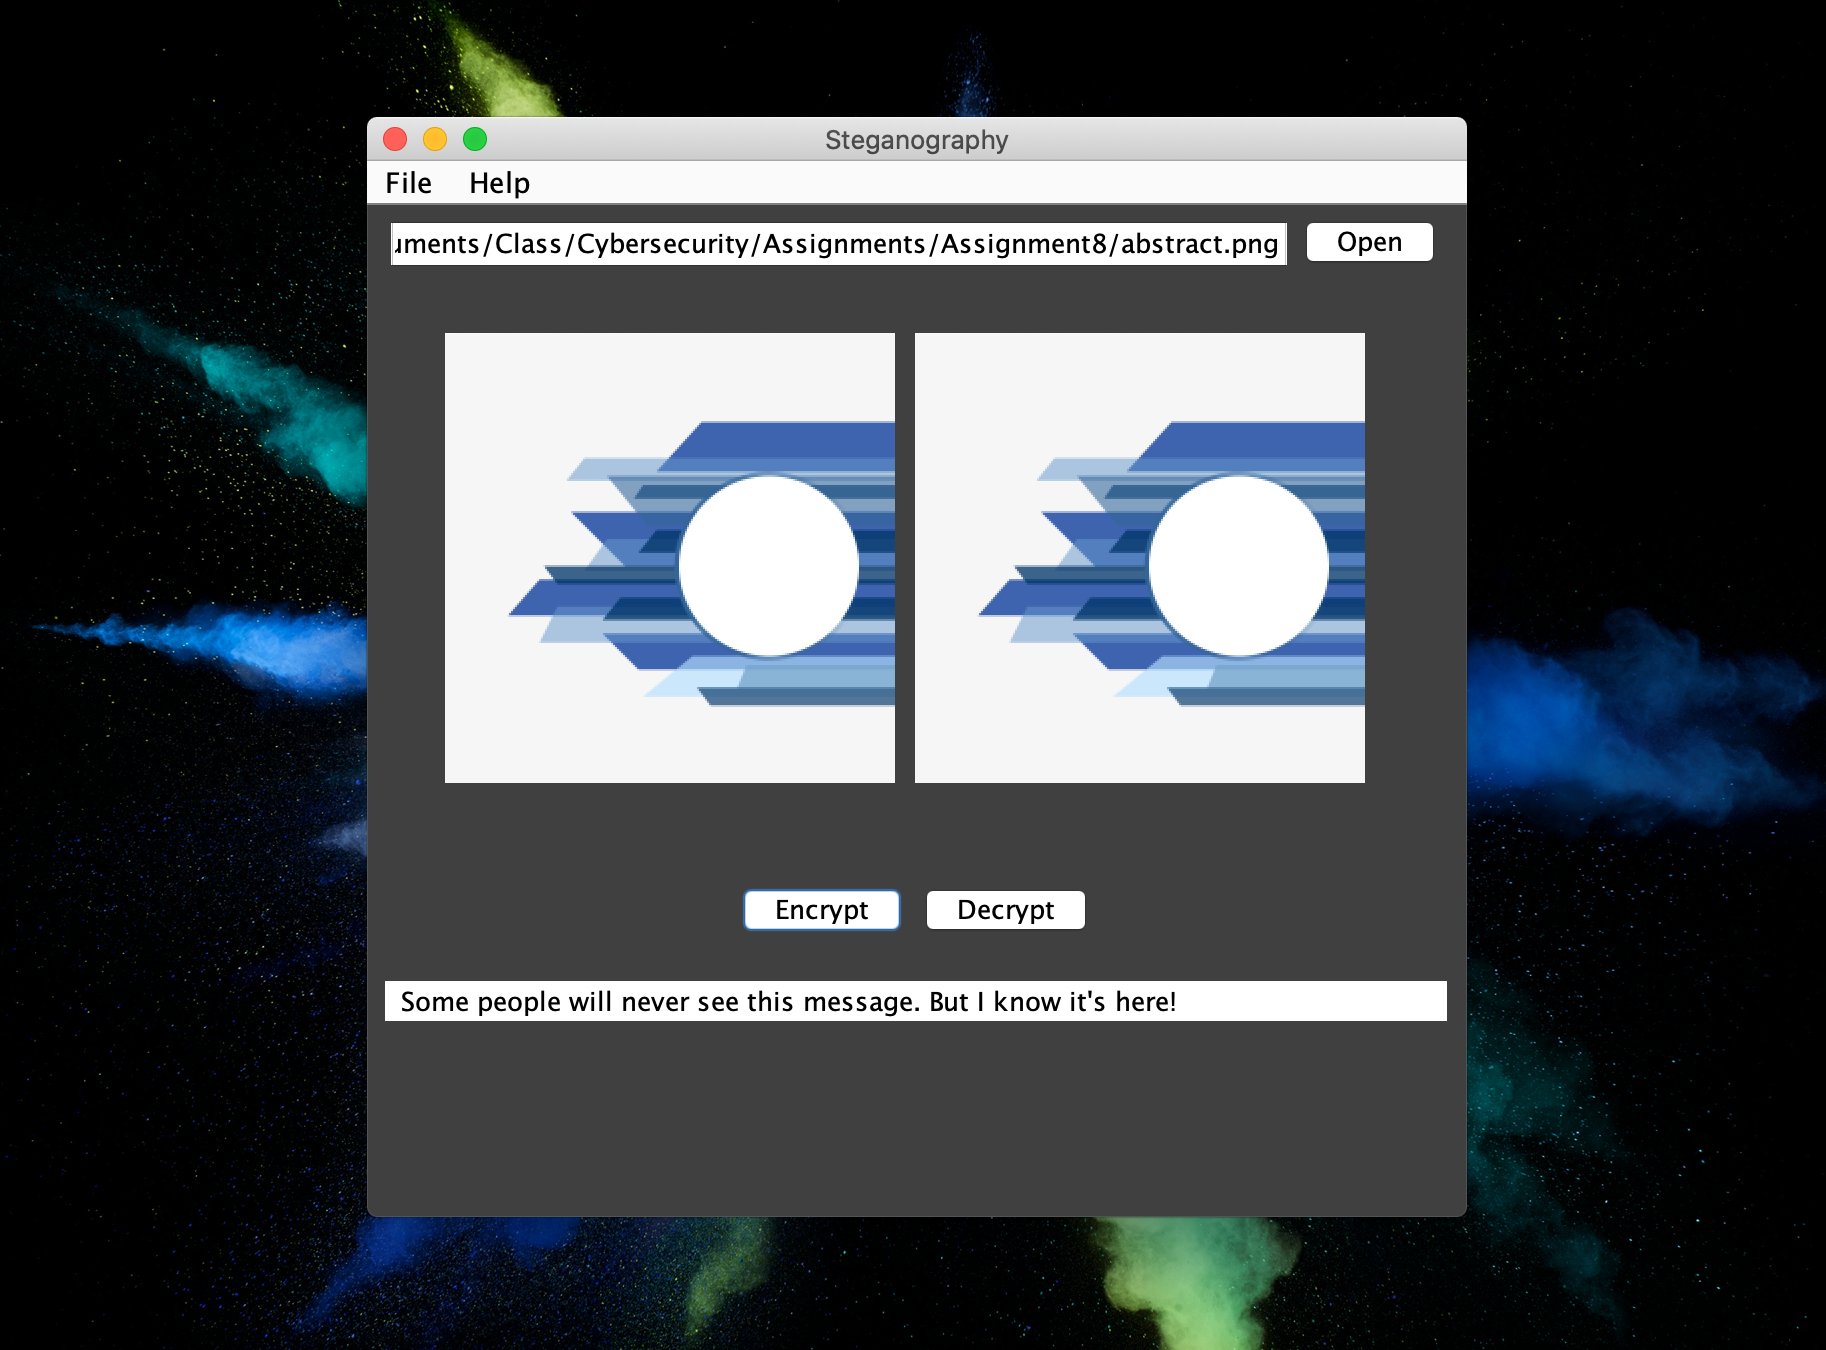 Steganography
File Help
uments/Class/Cybersecurity/Assignments/Assignment8/abstract.png Open
Encrypt Decrypt
Some people will never see this message. But I know it's here!